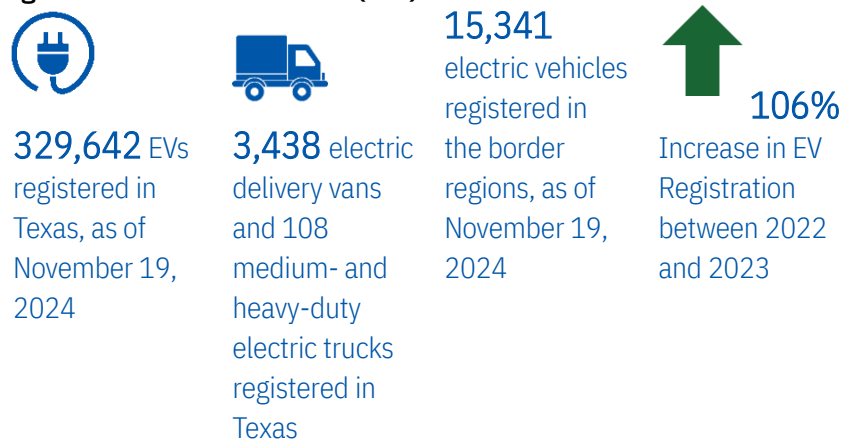 329,642 EVs
registered in
Texas, as of
November 19,
2024
3,438 electric
delivery vans
and 108
medium- and
heavy-duty
electric trucks
registered in
Texas
15,341
electric vehicles
registered in
the border
regions, as of
November 19,
2024
106%
Increase in EV
Registration
between 2022
and 2023